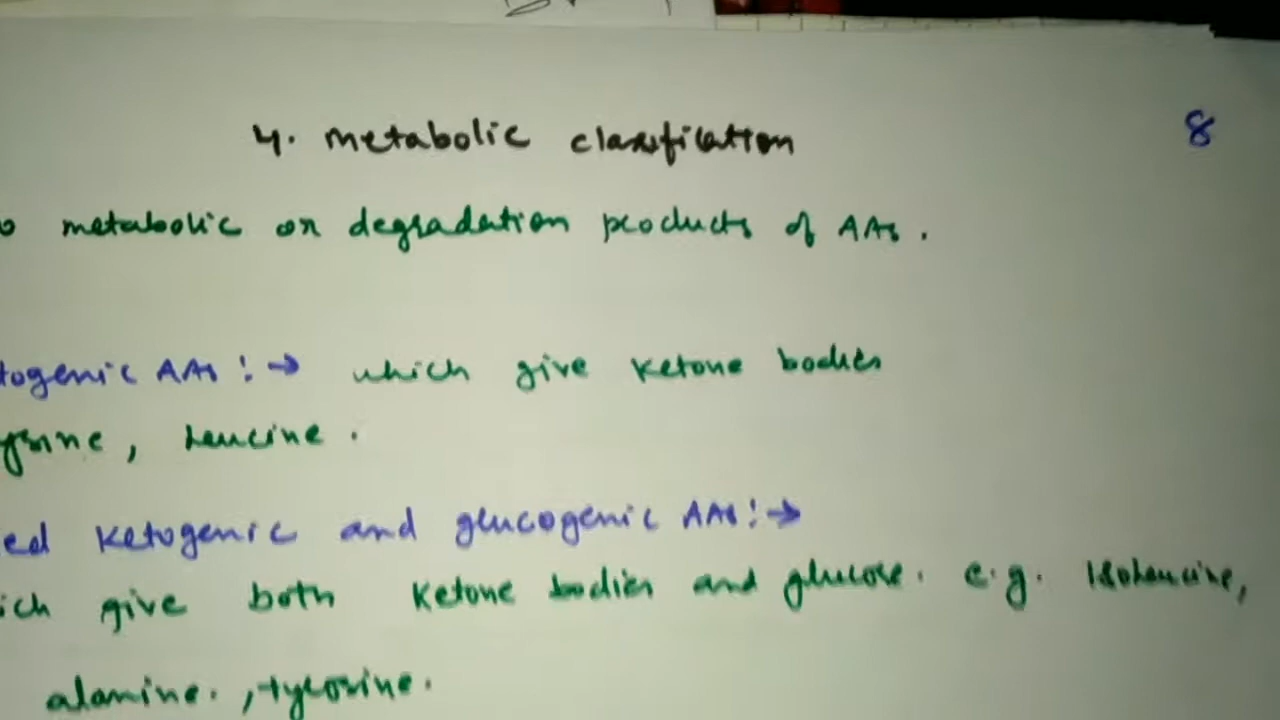 4. metabolic classification
8
o metabolic or degradation products of AAs.
togenic AAs :→ which give ketone bodies
ysine, Leucine.
ed ketogenic and glucogenic AAs :→
ich give both ketone bodies and glucose. e.g. Isoleucine,
alanine. , tyrosine.